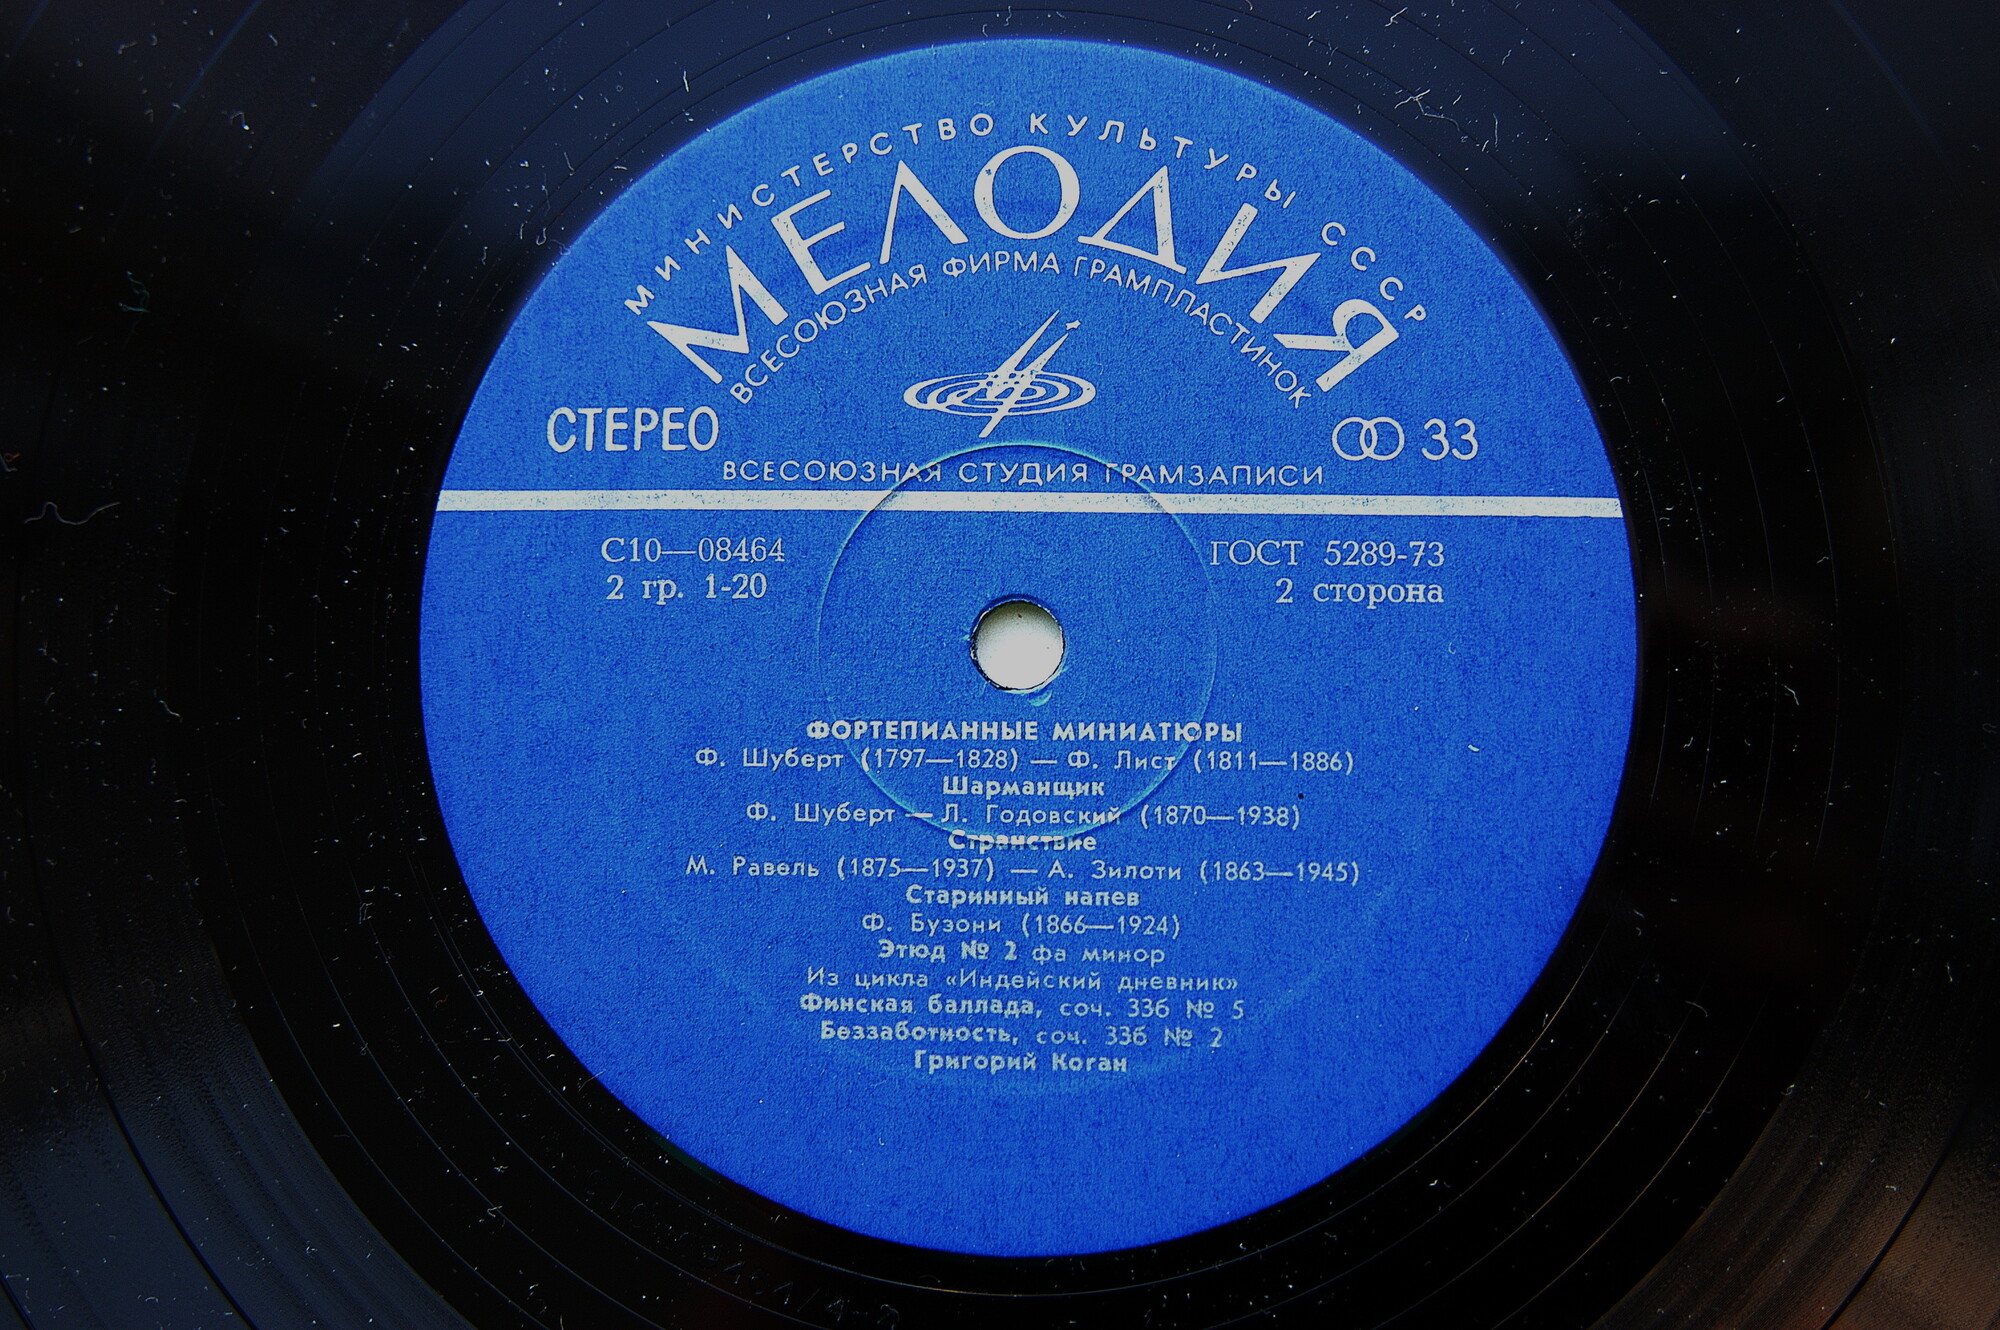 МИНИСТЕРСТВО КУЛЬТУРЫ СССР
МЕЛОДИЯ
ВСЕСОЮЗНАЯ ФИРМА ГРАМПЛАСТИНОК
СТЕРЕО
33
ВСЕСОЮЗНАЯ СТУДИЯ ГРАМЗАПИСИ
С10—08464
2 гр. 1-20
ГОСТ 5289-73
2 сторона
ФОРТЕПИАННЫЕ МИНИАТЮРЫ
Ф. Шуберт (1797—1828) — Ф. Лист (1811—1886)
Шарманщик
Ф. Шуберт — Л. Годовский (1870—1938)
Странствие
М. Равель (1875—1937) — А. Зилоти (1863—1945)
Старинный напев
Ф. Бузони (1866—1924)
Этюд № 2 фа минор
Из цикла «Индейский дневник»
Финская баллада, соч. 33б № 5
Беззаботность, соч. 33б № 2
Григорий Коган